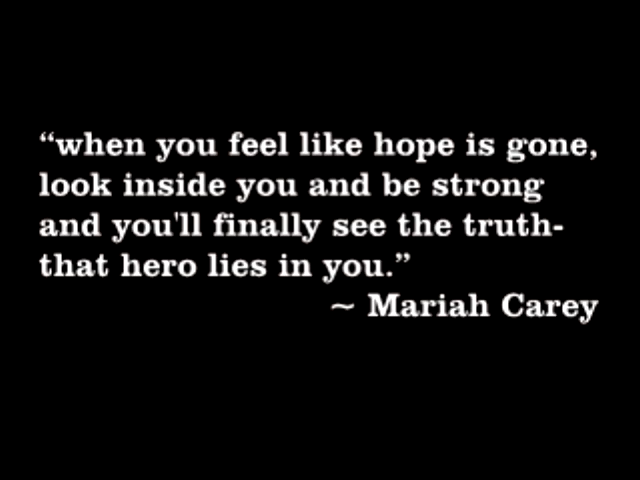 “when you feel like hope is gone,
look inside you and be strong
and you'll finally see the truth-
that hero lies in you.”
~ Mariah Carey